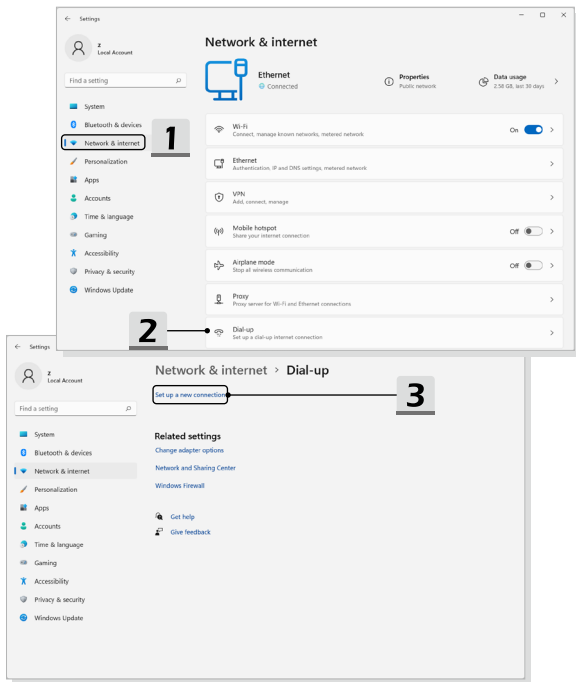 Settings
z
Local Account
Find a setting
System
Bluetooth & devices
Network & internet
Personalization
Apps
Accounts
Time & language
Gaming
Accessibility
Privacy & security
Windows Update
1
Network & internet
Ethernet
Connected
Properties
Public network
Data usage
2.58 GB, last 30 days
Wi-Fi
Connect, manage known networks, metered network
On
Ethernet
Authentication, IP and DNS settings, metered network
VPN
Add, connect, manage
Mobile hotspot
Share your internet connection
Off
Airplane mode
Stop all wireless communication
Off
Proxy
Proxy server for Wi-Fi and Ethernet connections
2
Dial-up
Set up a dial-up internet connection
Settings
z
Local Account
Find a setting
System
Bluetooth & devices
Network & internet
Personalization
Apps
Accounts
Time & language
Gaming
Accessibility
Privacy & security
Windows Update
Network & internet > Dial-up
Set up a new connection
3
Related settings
Change adapter options
Network and Sharing Center
Windows Firewall
Get help
Give feedback